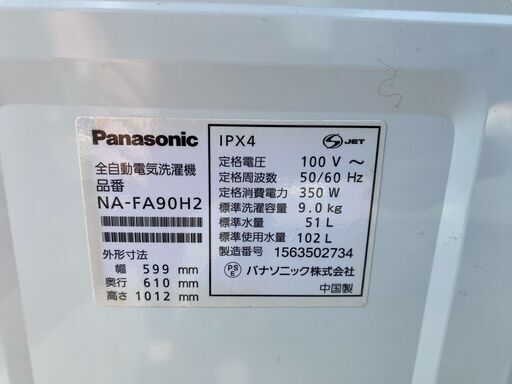 Panasonic
全自動電気洗濯機
品番
NA-FA90H2
外形寸法
幅 599 mm
奥行 610 mm
高さ 1012 mm
IPX4
S JET
定格電圧 100 V ～
定格周波数 50/60 Hz
定格消費電力 350 W
標準洗濯容量 9.0 kg
標準水量 51 L
標準使用水量 102 L
製造番号 1563502734
PS
E
パナソニック株式会社
中国製